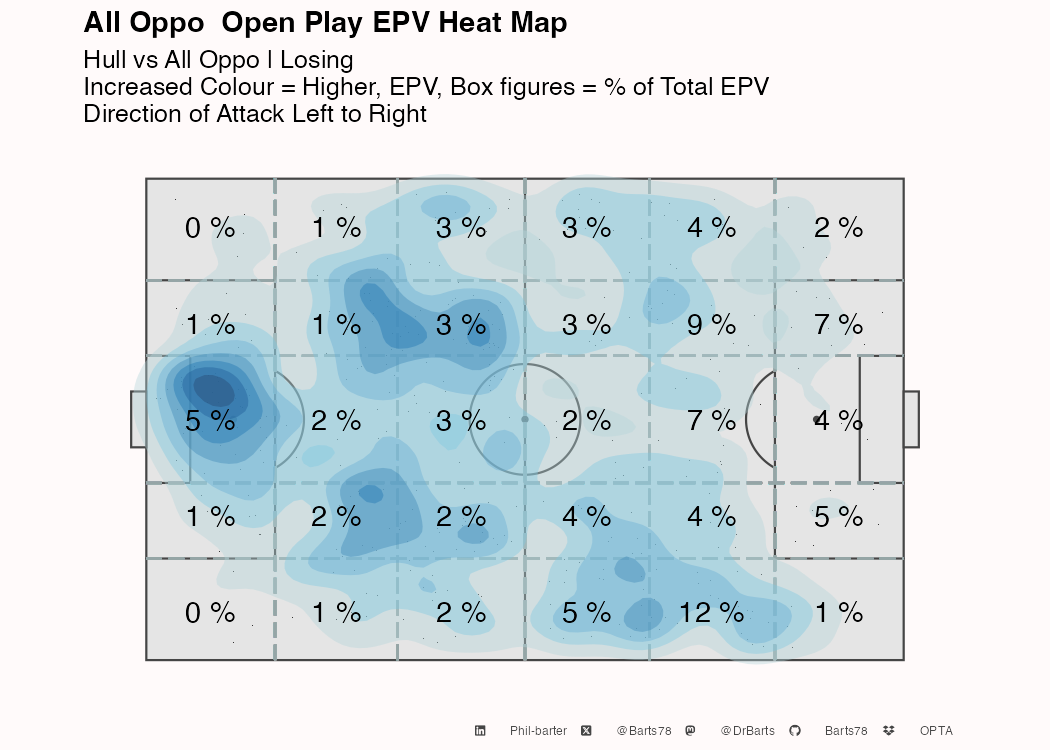 All Oppo  Open Play EPV Heat Map
Hull vs All Oppo | Losing
Increased Colour = Higher, EPV, Box figures = % of Total EPV
Direction of Attack Left to Right
0 % 1 % 3 % 3 % 4 % 2 %
1 % 1 % 3 % 3 % 9 % 7 %
5 % 2 % 3 % 2 % 7 % 4 %
1 % 2 % 2 % 4 % 4 % 5 %
0 % 1 % 2 % 5 % 12 % 1 %
Phil-barter @Barts78 @DrBarts Barts78 OPTA